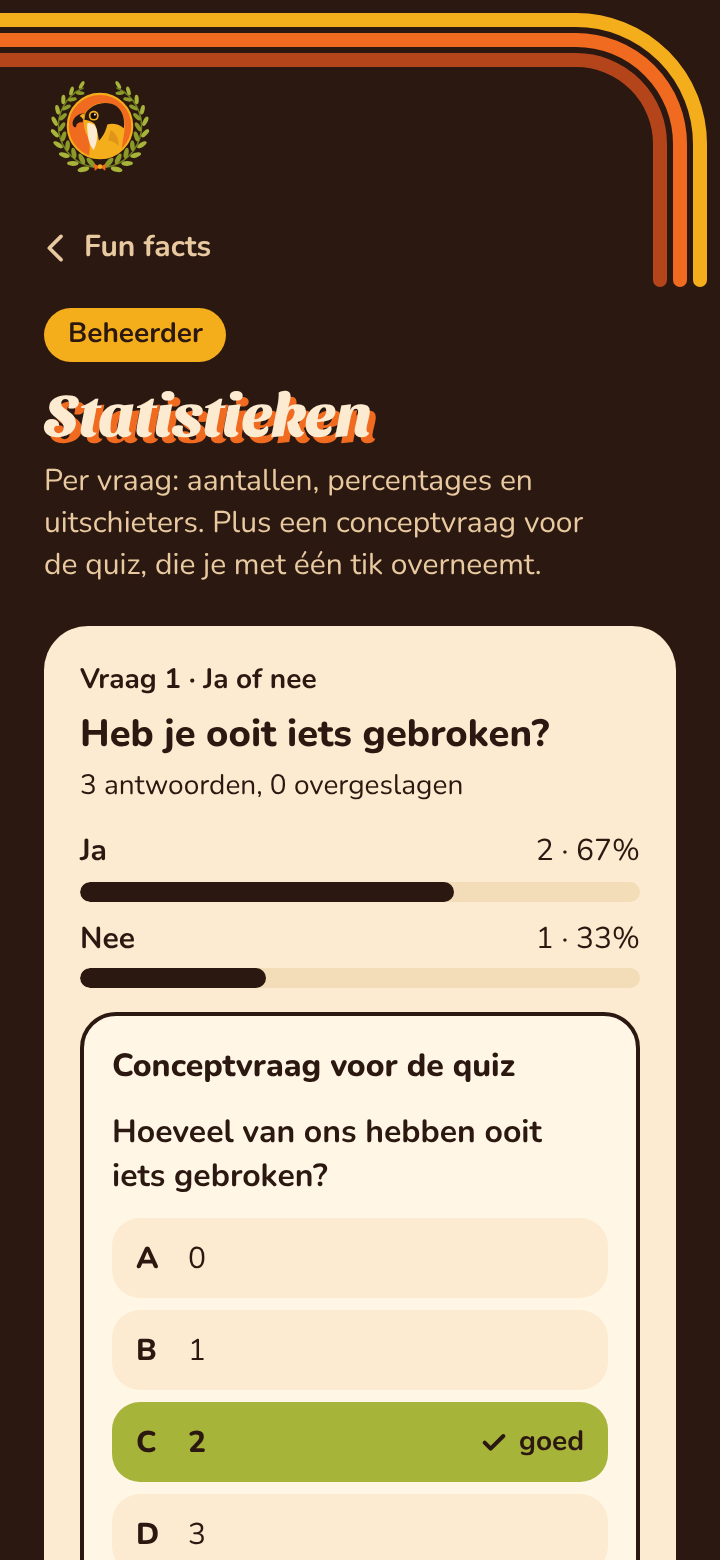 Fun facts
Beheerder
Statistieken
Per vraag: aantallen, percentages en
uitschieters. Plus een conceptvraag voor
de quiz, die je met één tik overneemt.
Vraag 1 · Ja of nee
Heb je ooit iets gebroken?
3 antwoorden, 0 overgeslagen
Ja 2 · 67%
Nee 1 · 33%
Conceptvraag voor de quiz
Hoeveel van ons hebben ooit
iets gebroken?
A 0
B 1
C 2 goed
D 3